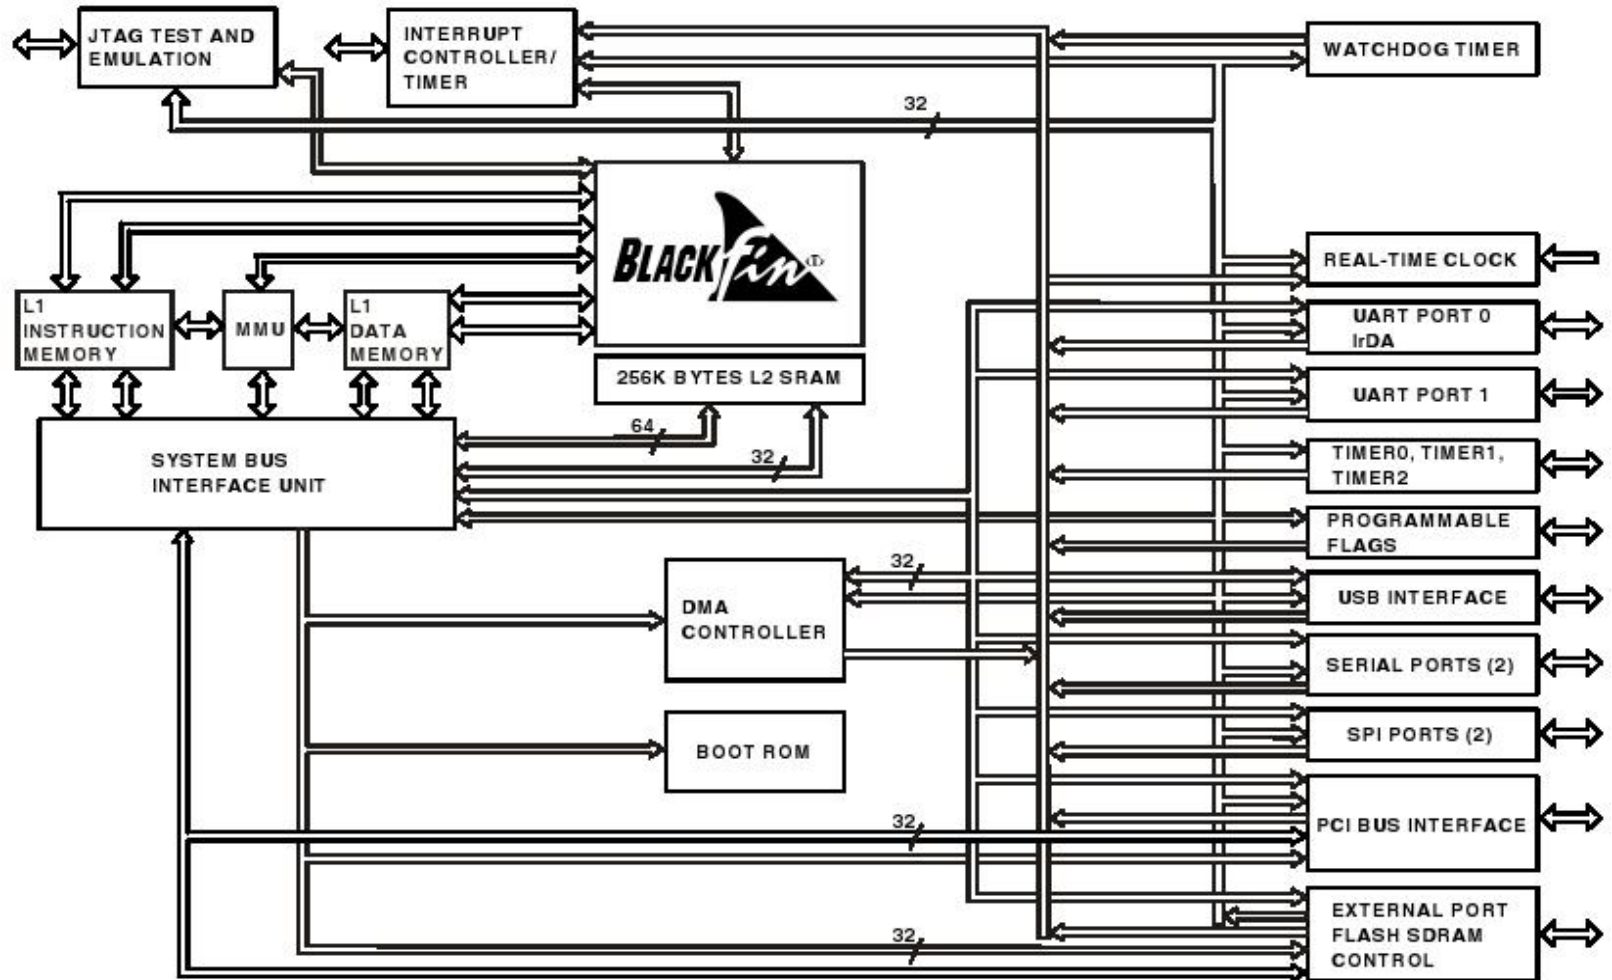 JTAG TEST AND
EMULATION
INTERRUPT
CONTROLLER/
TIMER
WATCHDOG TIMER
32
BLACKfin®
REAL-TIME CLOCK
L1
INSTRUCTION
MEMORY
MMU
L1
DATA
MEMORY
UART PORT 0
IrDA
256K BYTES L2 SRAM
UART PORT 1
64
32
SYSTEM BUS
INTERFACE UNIT
TIMER0, TIMER1,
TIMER2
PROGRAMMABLE
FLAGS
32
DMA
CONTROLLER
USB INTERFACE
SERIAL PORTS (2)
BOOT ROM
SPI PORTS (2)
32
PCI BUS INTERFACE
32
EXTERNAL PORT
FLASH SDRAM
CONTROL